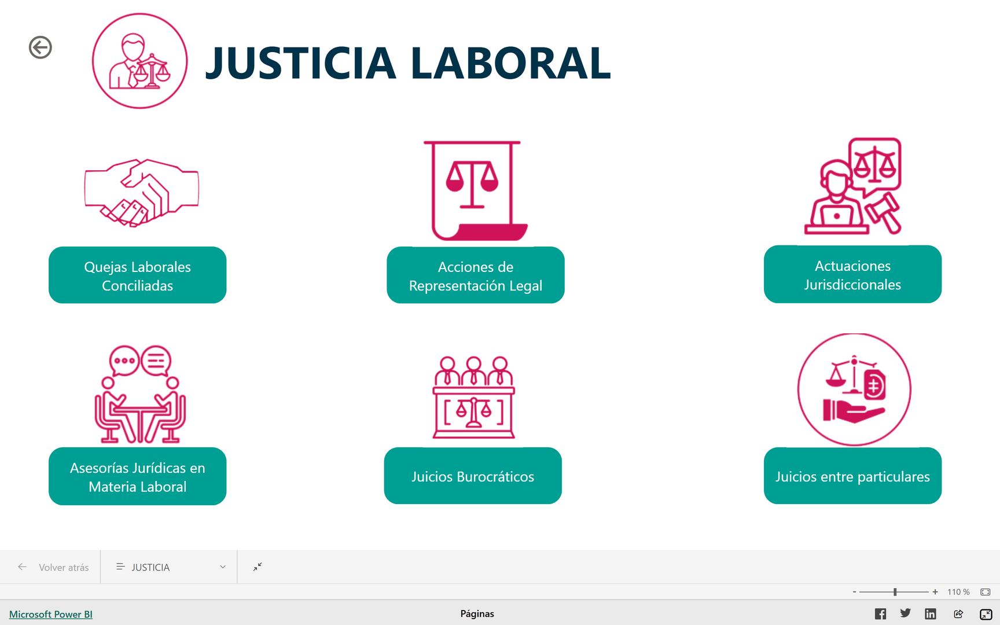 JUSTICIA LABORAL
Quejas Laborales
Conciliadas
Acciones de
Representación Legal
Actuaciones
Jurisdiccionales
Asesorías Jurídicas en
Materia Laboral
Juicios Burocráticos
Juicios entre particulares
Volver atrás
JUSTICIA
- + 110 %
Microsoft Power BI
Páginas